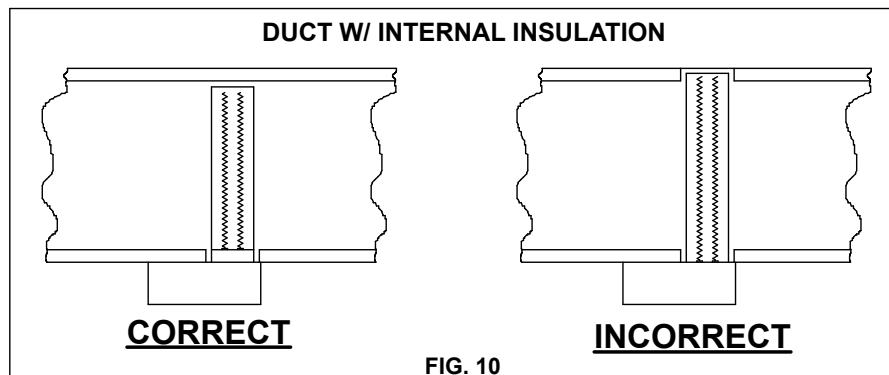 DUCT W/ INTERNAL INSULATION
CORRECT
INCORRECT
FIG. 10